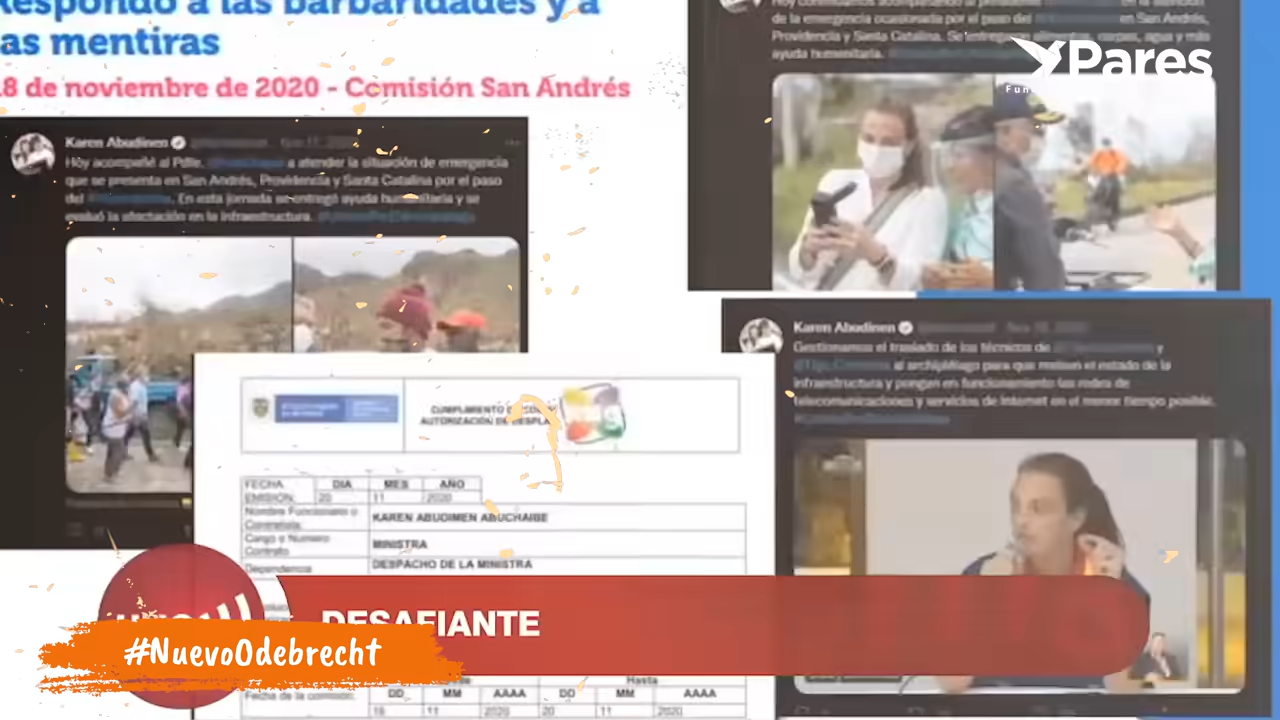 Respondo a las barbaridades y a
las mentiras
18 de noviembre de 2020 - Comisión San Andrés
Karen Abudinen
Hoy acompañé al Pdte. a atender la situación de emergencia
que se presenta en San Andrés, Providencia y Santa Catalina por el paso
del En esta jornada se entregó ayuda humanitaria y se
evaluó la afectación en la infraestructura.
de la emergencia ocasionada por el paso del en San Andrés,
Providencia y Santa Catalina. Se entregaron alimentos, carpas, agua y más
ayuda humanitaria.
Pares
Karen Abudinen
Gestionamos el traslado de los técnicos de y
al archipiélago para que revisen el estado de la
infraestructura y pongan en funcionamiento las redes de
telecomunicaciones y servicios de Internet en el menor tiempo posible.
CUMPLIMIENTO DE
AUTORIZACIÓN DE
FECHA DIA MES AÑO
EMISIÓN: 20 11 2020
Nombre Funcionario o
Contratista: KAREN ABUDIMEN ABUCHAIBE
Cargo y Numero
Contrato MINISTRA
Dependencia DESPACHO DE LA MINISTRA
DESAFIANTE
#NuevoOdebrecht
Hasta
Fecha de la comisión: DD MM AAAA DD MM AAAA
18 11 2020 20 11 2020